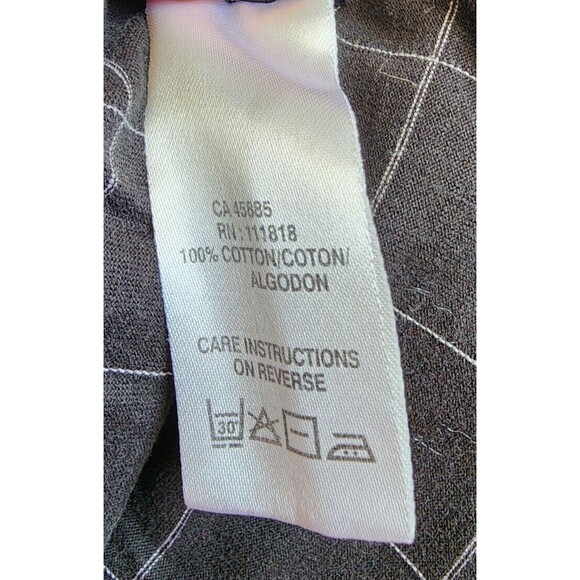 CA 45885
RN: 111818
100% COTTON/COTON/
ALGODON
CARE INSTRUCTIONS
ON REVERSE
30°